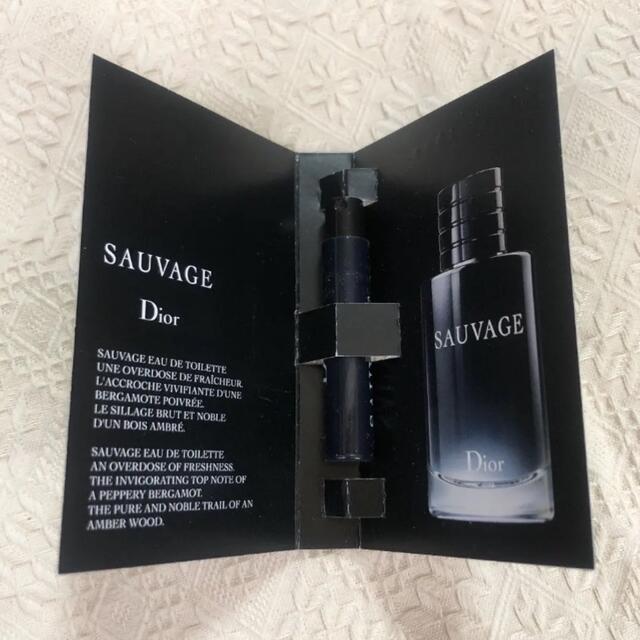 SAUVAGE
Dior
SAUVAGE EAU DE TOILETTE
UNE OVERDOSE DE FRAÎCHEUR.
L'ACCROCHE VIVIFIANTE D'UNE
BERGAMOTE POIVRÉE.
LE SILLAGE BRUT ET NOBLE
D'UN BOIS AMBRÉ.
SAUVAGE EAU DE TOILETTE
AN OVERDOSE OF FRESHNESS.
THE INVIGORATING TOP NOTE OF
A PEPPERY BERGAMOT.
THE PURE AND NOBLE TRAIL OF AN
AMBER WOOD.
SAUVAGE
Dior